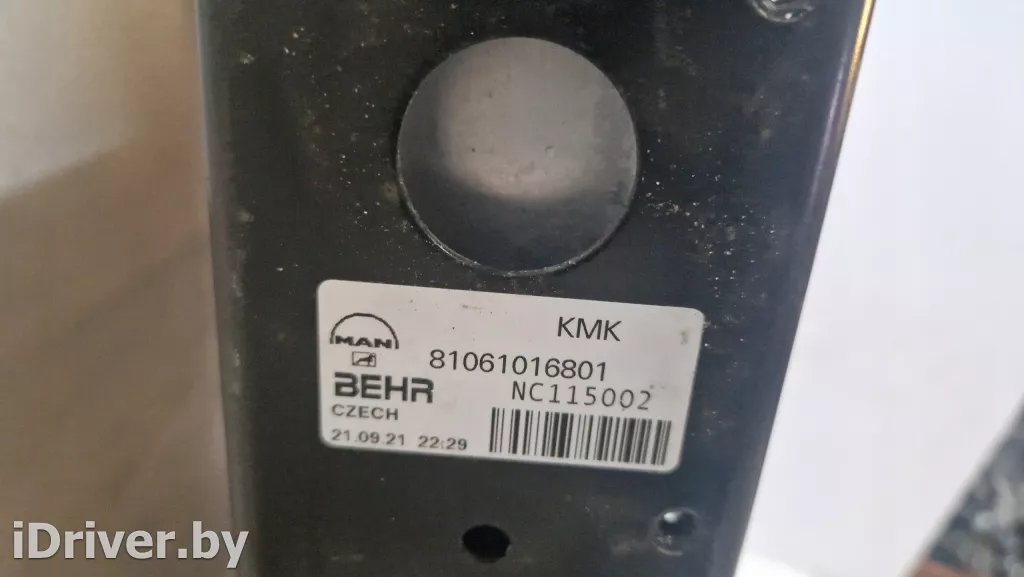 KMK
MAN
81061016801
BEHR NC115002
CZECH
21.09.21 22:29
iDriver.by